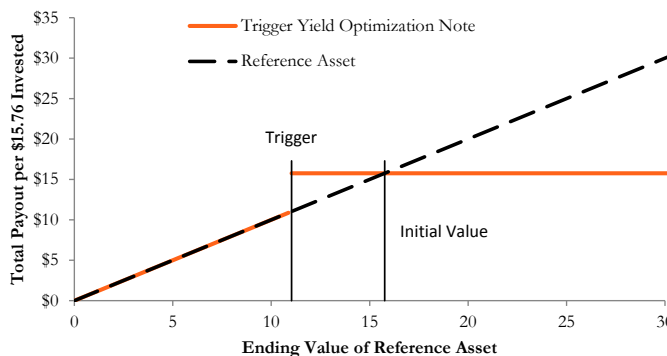 $35
$30
$25
$20
$15
$10
$5
$0
Total Payout per $15.76 Invested
Trigger Yield Optimization Note
Reference Asset
Trigger
Initial Value
0 5 10 15 20 25 30
Ending Value of Reference Asset